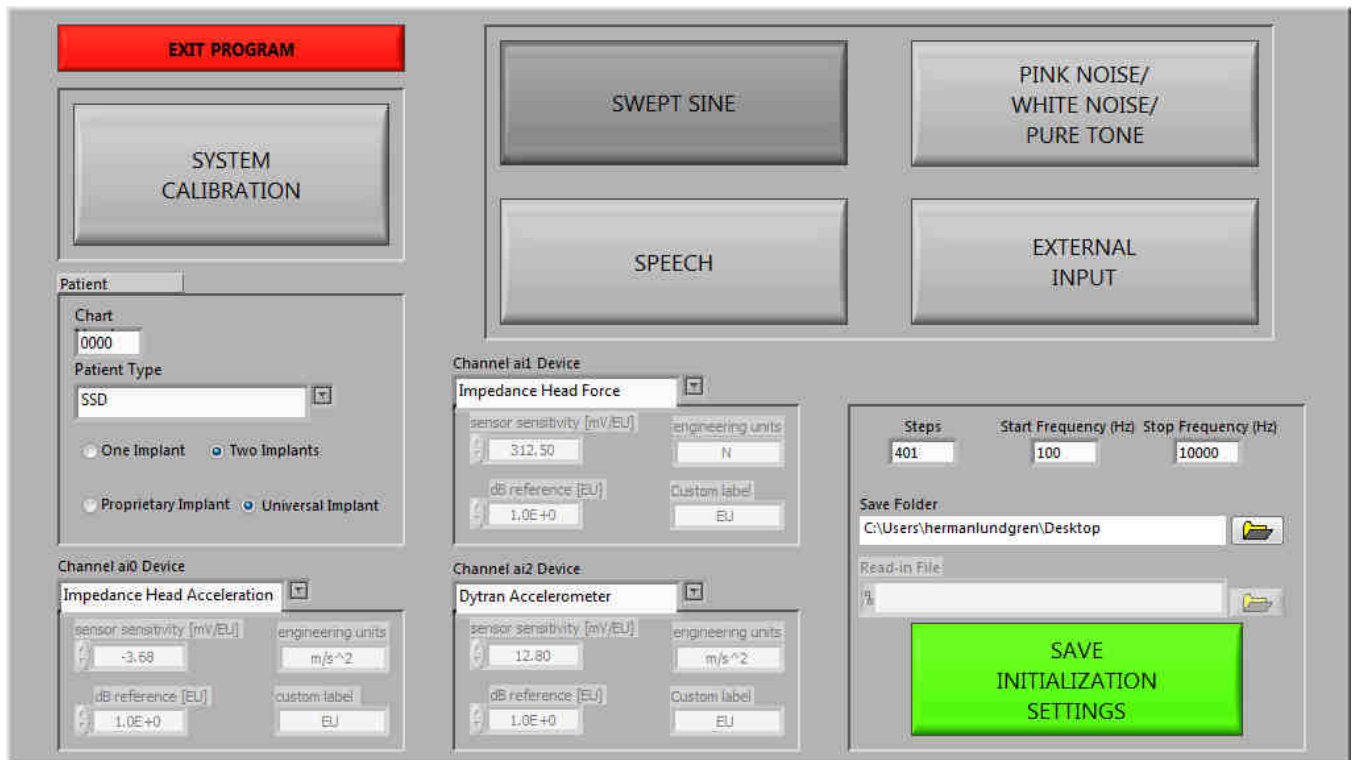 EXIT PROGRAM
SYSTEM
CALIBRATION
SWEPT SINE
PINK NOISE/
WHITE NOISE/
PURE TONE
SPEECH
EXTERNAL
INPUT
Patient
Chart
0000
Patient Type
SSD
One Implant Two Implants
Proprietary Implant Universal Implant
Channel ai0 Device
Impedance Head Acceleration
sensor sensitivity [mV/EU] engineering units
-3.68 m/s^2
dB reference [EU] custom label
1.0E+0 EU
Channel ai1 Device
Impedance Head Force
sensor sensitivity [mV/EU] engineering units
312.50 N
dB reference [EU] Custom label
1.0E+0 EU
Channel ai2 Device
Dytran Accelerometer
sensor sensitivity [mV/EU] engineering units
12.80 m/s^2
dB reference [EU] Custom label
1.0E+0 EU
Steps Start Frequency (Hz) Stop Frequency (Hz)
401 100 10000
Save Folder
C:\Users\hermanlundgren\Desktop
Read-in File
SAVE
INITIALIZATION
SETTINGS